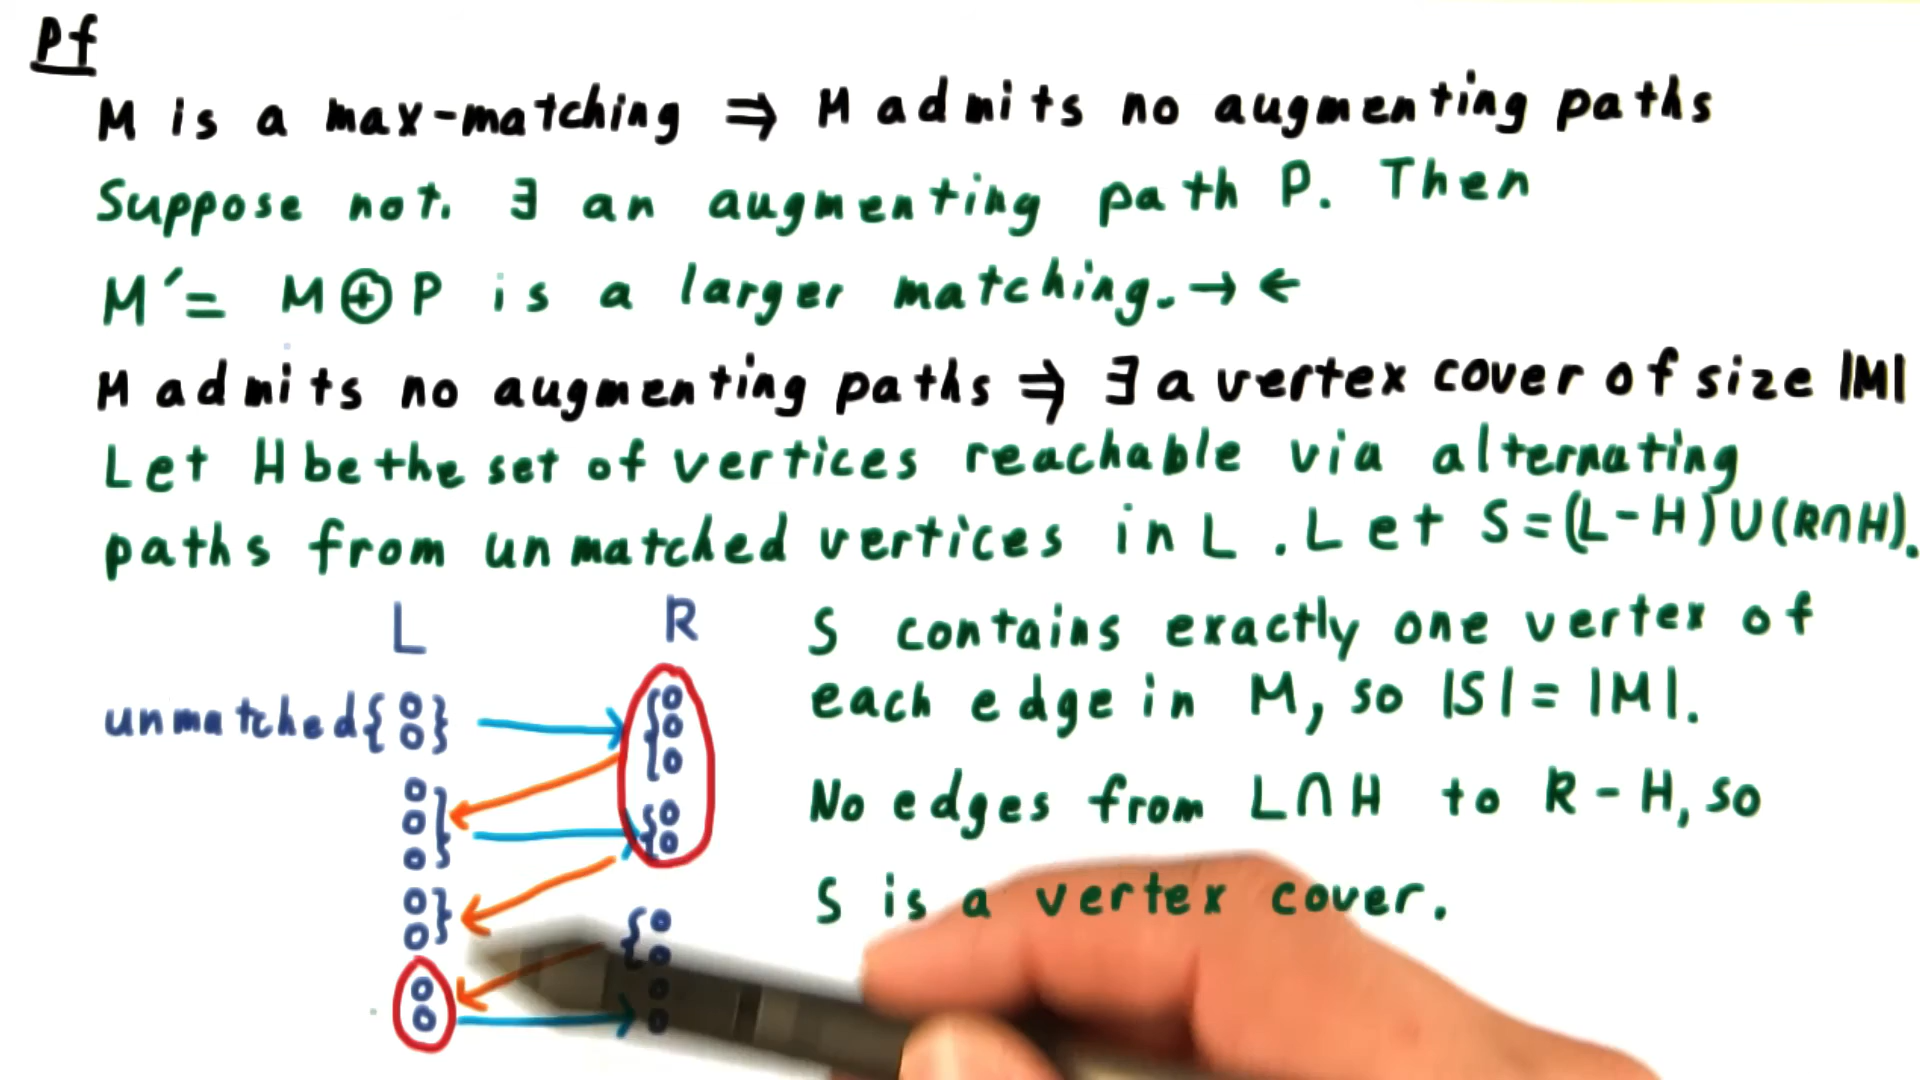 Pf
M is a max-matching ⇒ M admits no augmenting paths
Suppose not. ∃ an augmenting path P. Then
M′= M⊕P is a larger matching. →←
M admits no augmenting paths ⇒ ∃ a vertex cover of size |M|
Let H be the set of vertices reachable via alternating
paths from unmatched vertices in L. Let S=(L-H)∪(R∩H).
L R
unmatched
S contains exactly one vertex of
each edge in M, so |S|=|M|.
No edges from L∩H to R-H, so
S is a vertex cover.